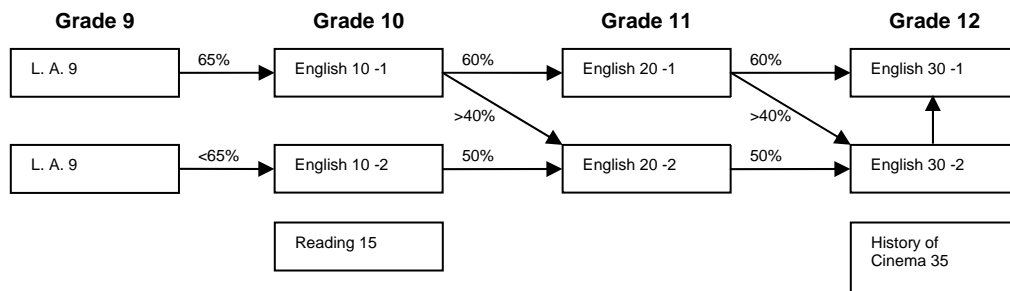 Grade 9 Grade 10 Grade 11 Grade 12
L. A. 9 65% English 10 -1 60% English 20 -1 60% English 30 -1
>40% >40%
L. A. 9 <65% English 10 -2 50% English 20 -2 50% English 30 -2
Reading 15 History of
Cinema 35